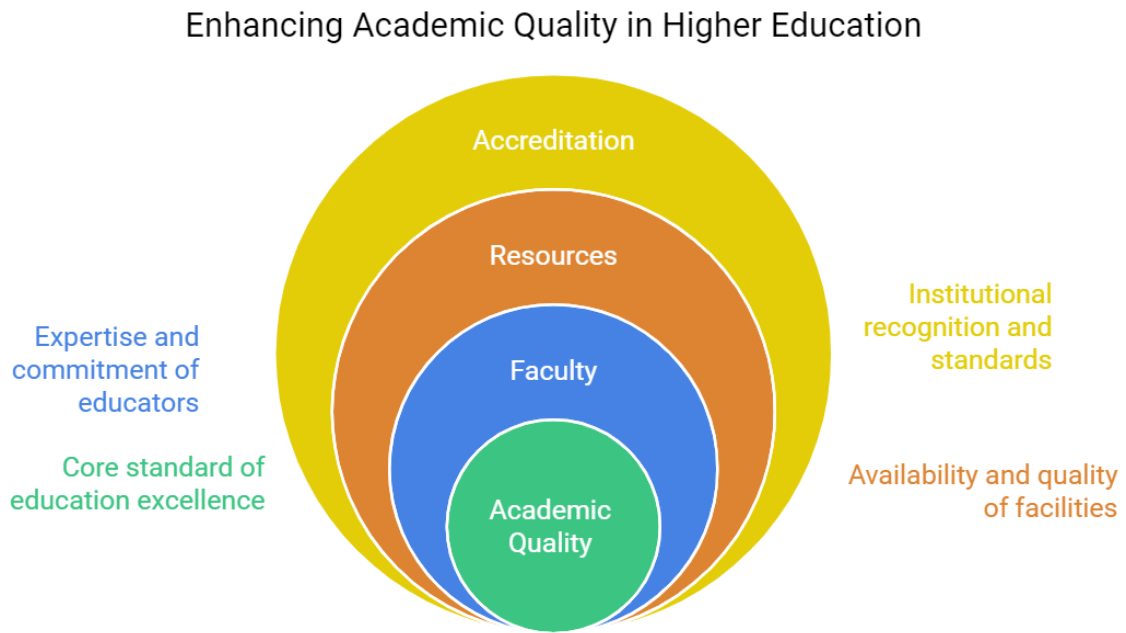 Enhancing Academic Quality in Higher Education
Accreditation
Resources
Faculty
Academic
Quality
Expertise and
commitment of
educators
Core standard of
education excellence
Institutional
recognition and
standards
Availability and quality
of facilities